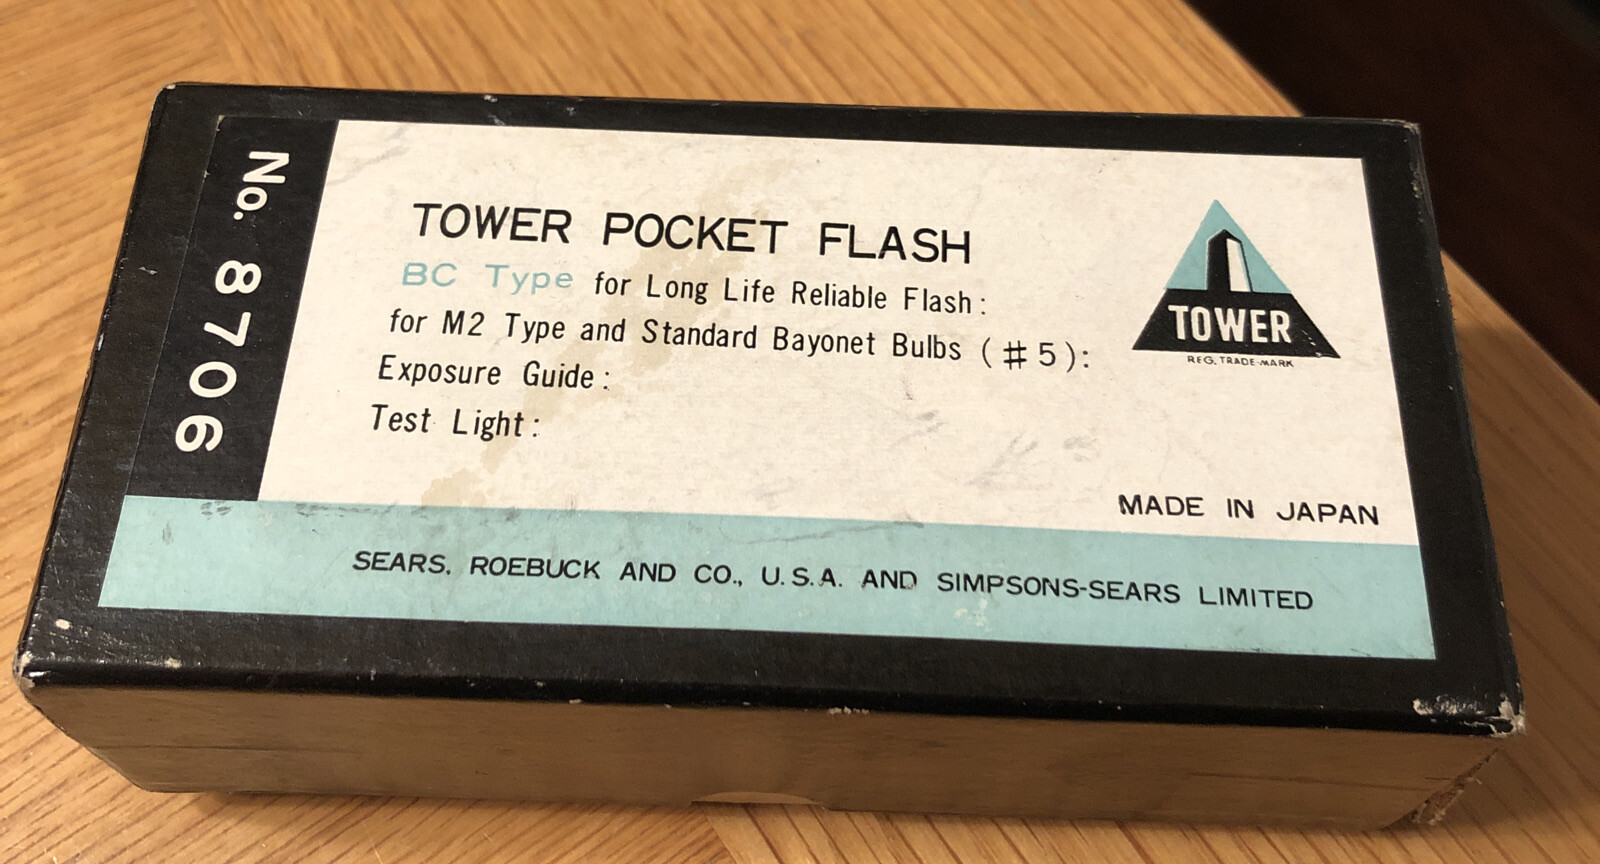 No. 8706
TOWER POCKET FLASH
BC Type for Long Life Reliable Flash:
for M2 Type and Standard Bayonet Bulbs (#5):
Exposure Guide:
Test Light:
TOWER
REG. TRADE-MARK
MADE IN JAPAN
SEARS, ROEBUCK AND CO., U.S.A. AND SIMPSONS-SEARS LIMITED